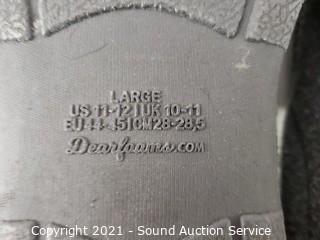 LARGE
US 11-12 | UK 10-11
EU 44-45 | CM 28-28,5
Dearfoams.COM
Copyright © 2021 - Sound Auction Service